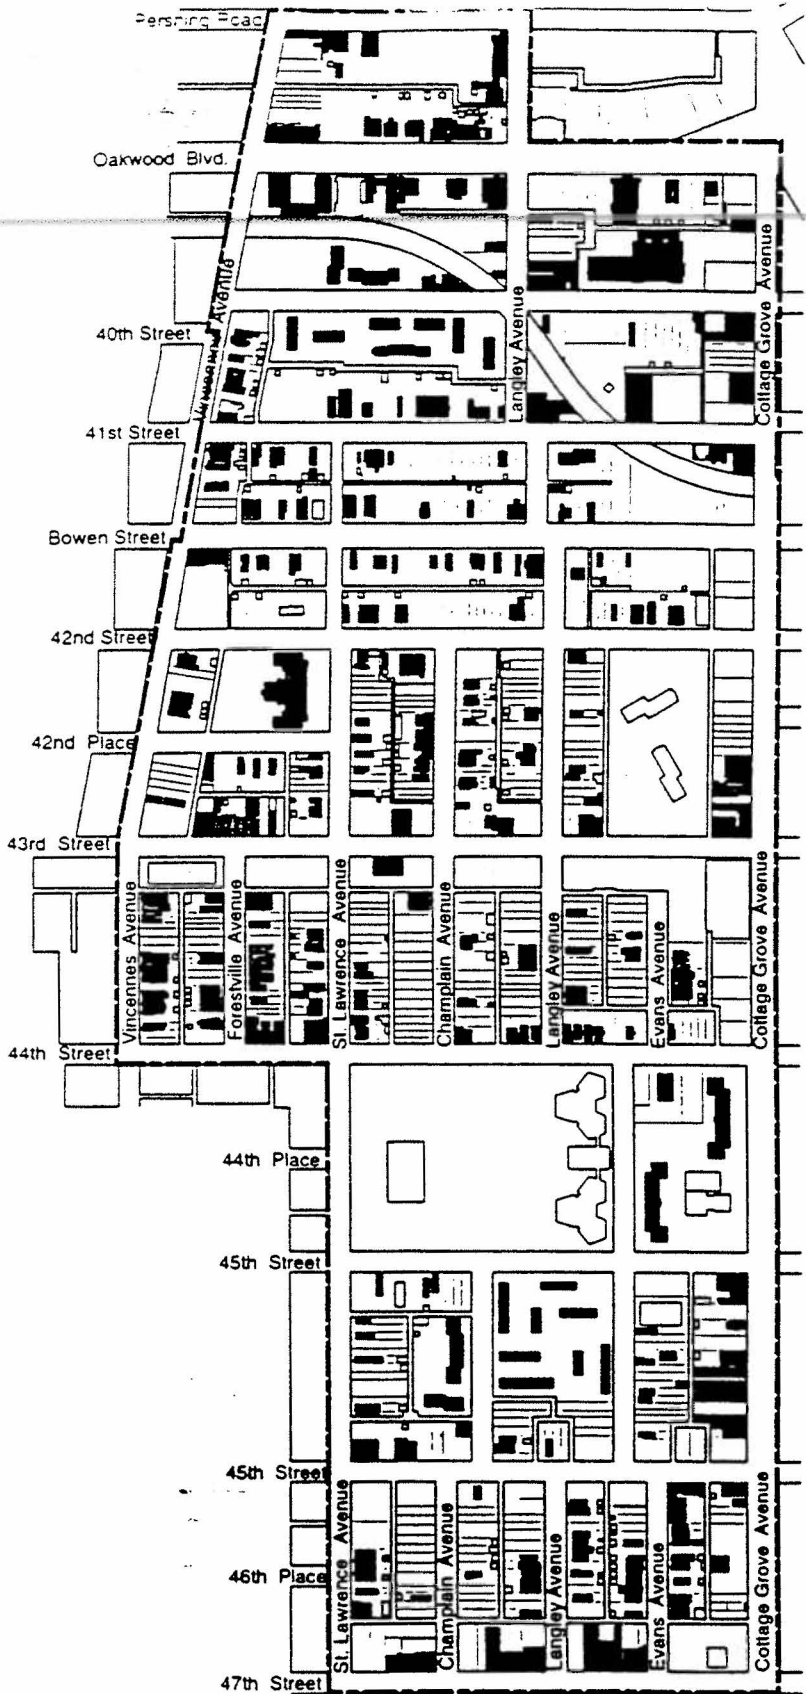 Pershing Road
Oakwood Blvd.
Vincennes Avenue
Langley Avenue
Cottage Grove Avenue
40th Street
41st Street
Bowen Street
42nd Street
42nd Place
43rd Street
Vincennes Avenue
Forestville Avenue
St. Lawrence Avenue
Champlain Avenue
Langley Avenue
Evans Avenue
Cottage Grove Avenue
44th Street
44th Place
45th Street
45th Street
46th Place
St. Lawrence Avenue
Champlain Avenue
Langley Avenue
Evans Avenue
Cottage Grove Avenue
47th Street